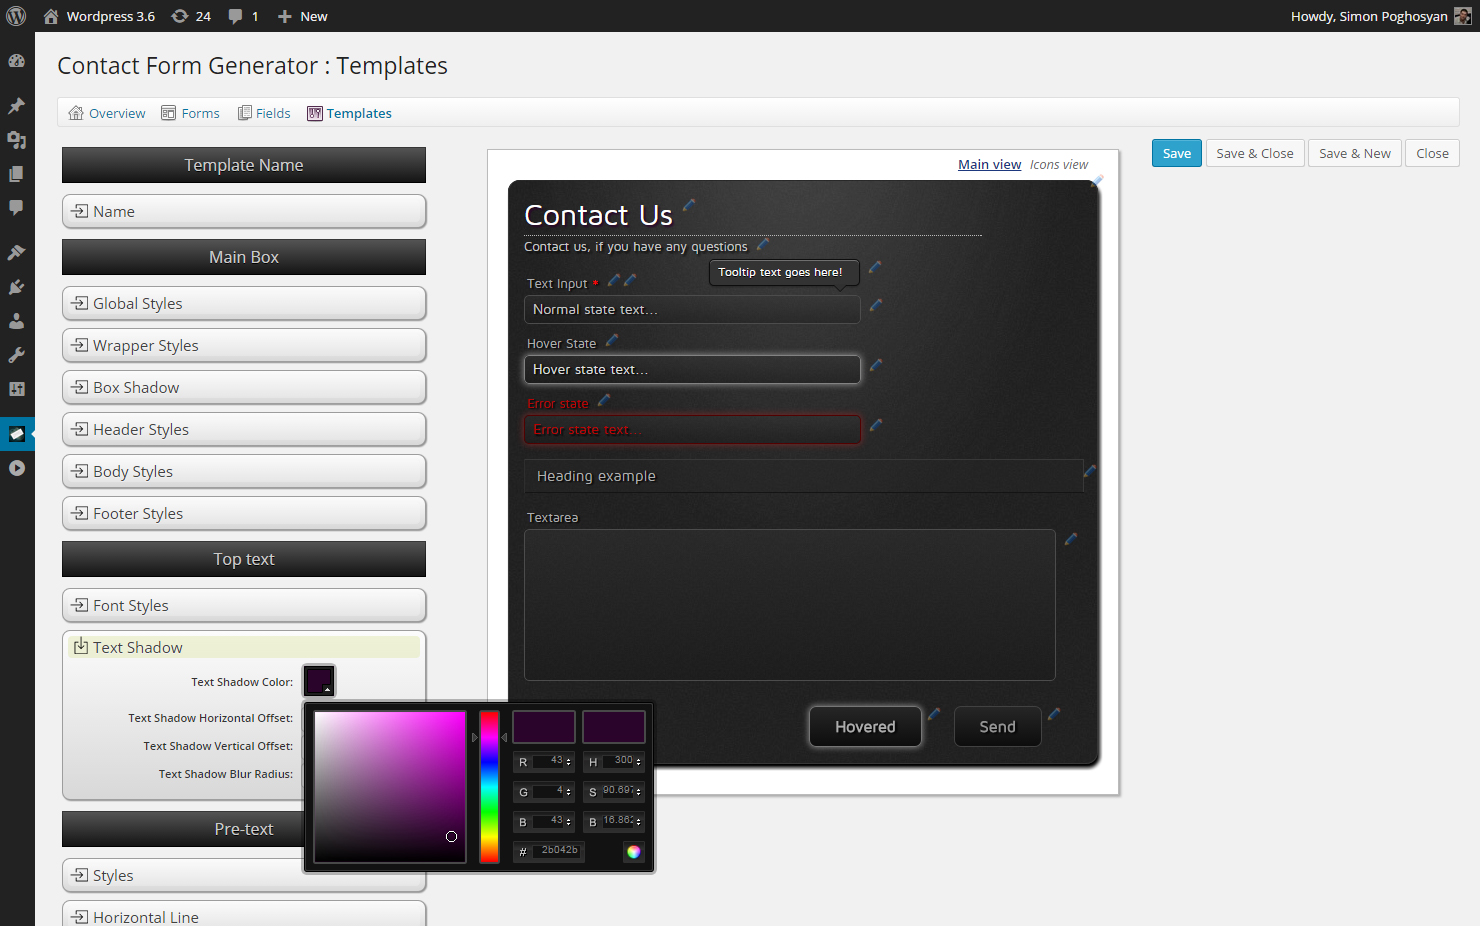 Wordpress 3.6 24 1 New Howdy, Simon Poghosyan
Contact Form Generator : Templates
Overview Forms Fields Templates
Save Save & Close Save & New Close
Template Name
Name
Main Box
Global Styles
Wrapper Styles
Box Shadow
Header Styles
Body Styles
Footer Styles
Top text
Font Styles
Text Shadow
Text Shadow Color:
Text Shadow Horizontal Offset:
Text Shadow Vertical Offset:
Text Shadow Blur Radius:
Pre-text
Styles
Horizontal Line
Main view Icons view
Contact Us
Contact us, if you have any questions
Tooltip text goes here!
Text Input *
Normal state text...
Hover State
Hover state text...
Error state
Error state text...
Heading example
Textarea
Hovered Send
R 43 H 300
G 4 S 90.697
B 43 B 16.862
# 2b042b